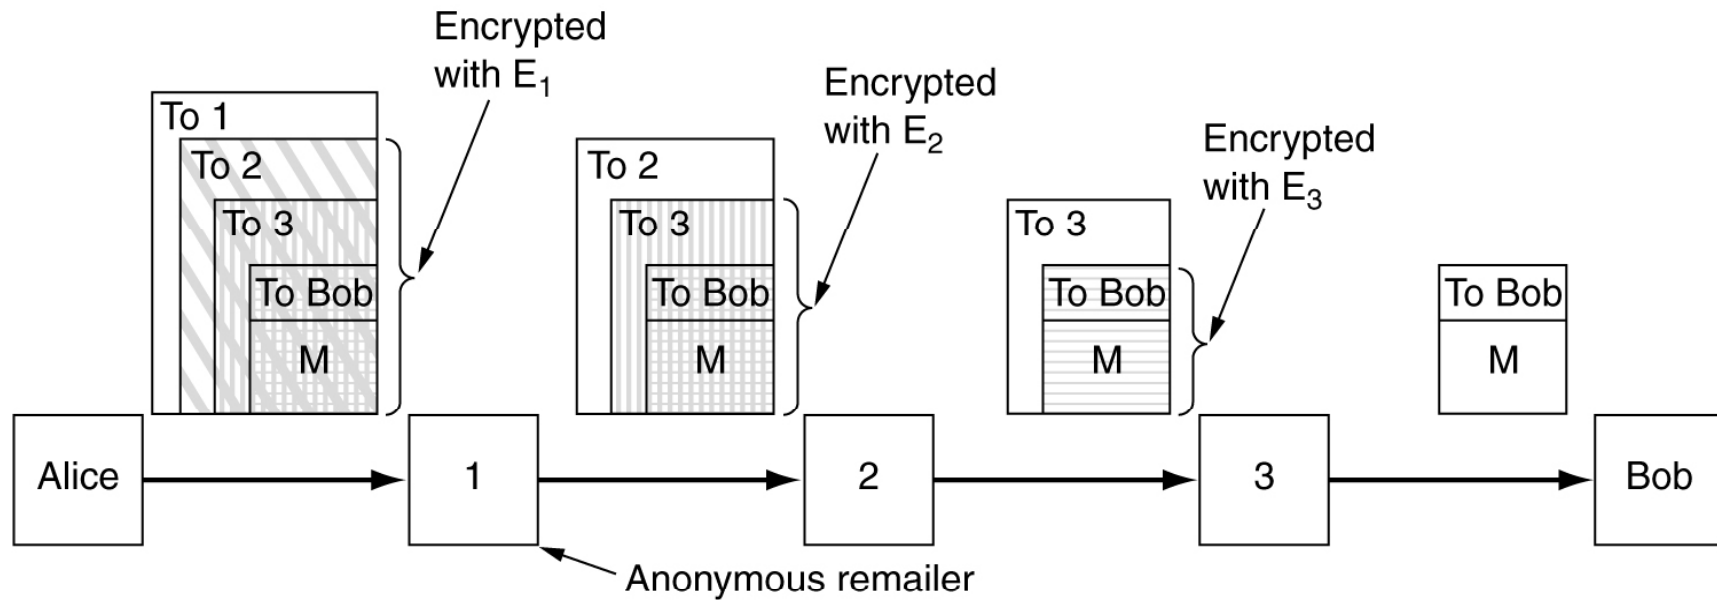 Encrypted
with E1
Encrypted
with E2
Encrypted
with E3
To 1
To 2
To 3
To Bob
M
To 2
To 3
To Bob
M
To 3
To Bob
M
To Bob
M
Alice
1
2
3
Bob
Anonymous remailer